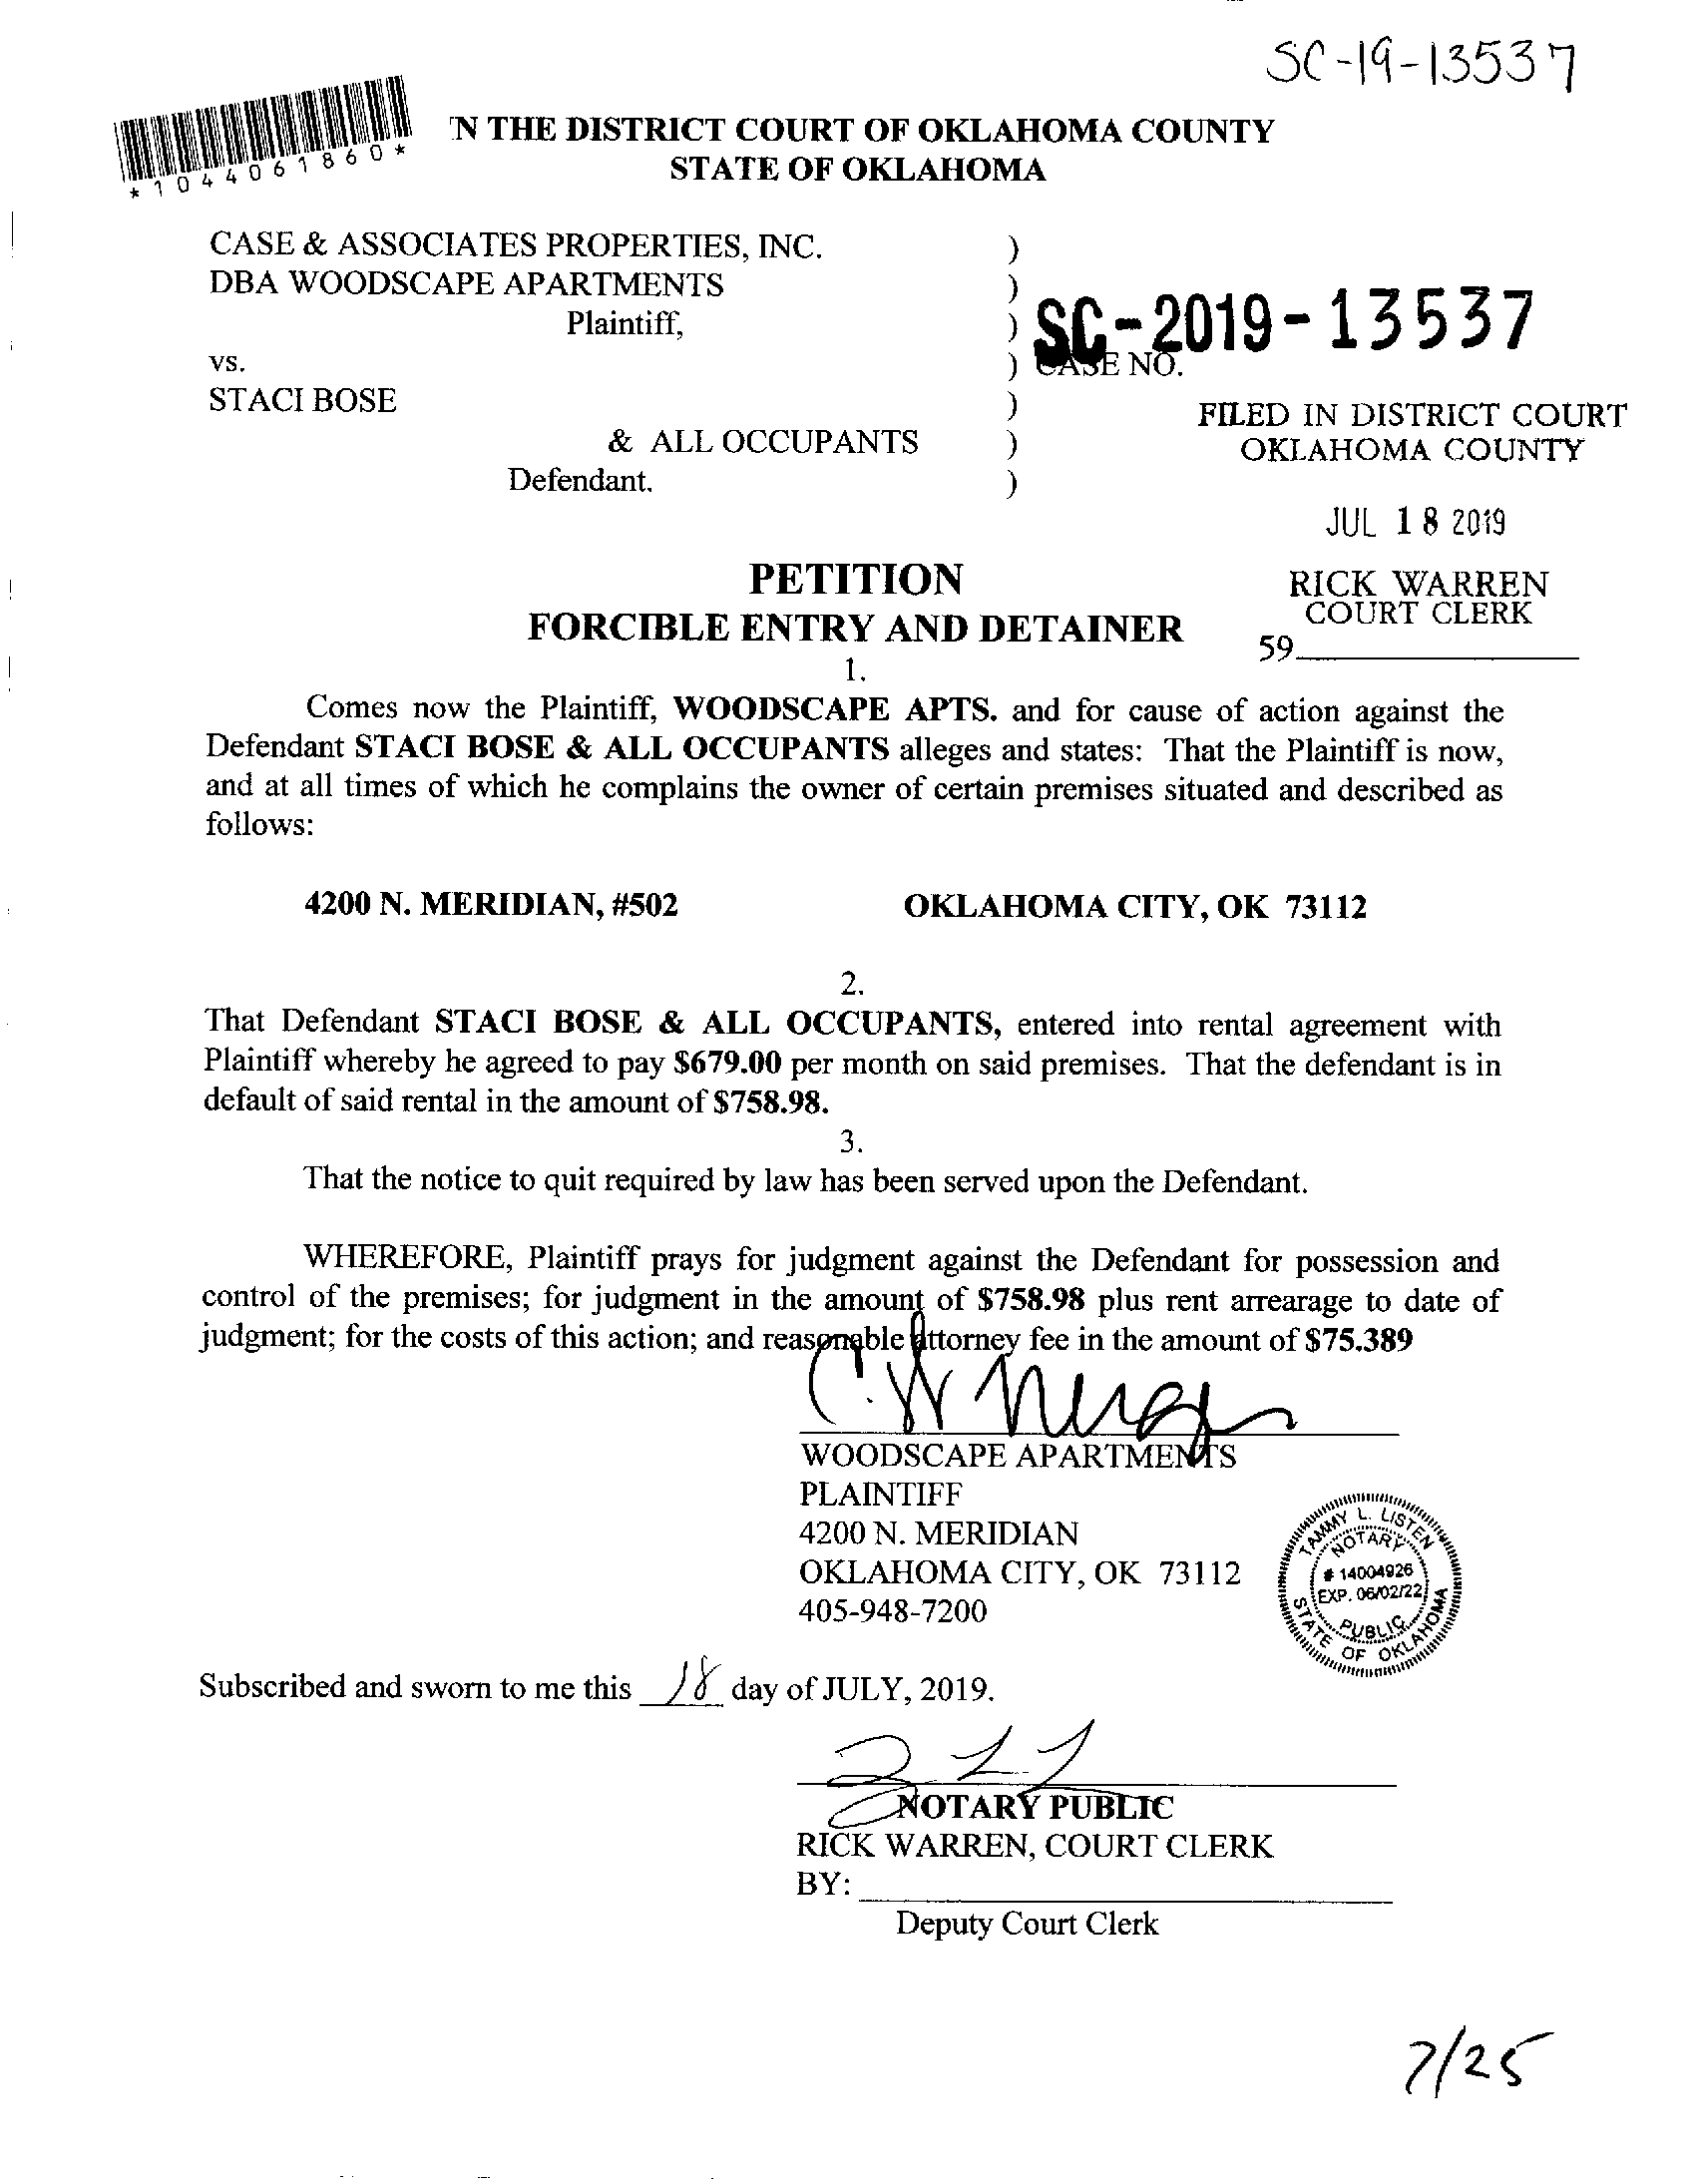 SC-19-13537
*1044061860*
'N THE DISTRICT COURT OF OKLAHOMA COUNTY
STATE OF OKLAHOMA
CASE & ASSOCIATES PROPERTIES, INC. )
DBA WOODSCAPE APARTMENTS )
Plaintiff, ) SC-2019-13537
vs. ) CASE NO.
STACI BOSE )
FILED IN DISTRICT COURT
& ALL OCCUPANTS )
OKLAHOMA COUNTY
Defendant. )
JUL 18 2019
PETITION
RICK WARREN
COURT CLERK
FORCIBLE ENTRY AND DETAINER
59
1.
Comes now the Plaintiff, WOODSCAPE APTS. and for cause of action against the
Defendant STACI BOSE & ALL OCCUPANTS alleges and states: That the Plaintiff is now,
and at all times of which he complains the owner of certain premises situated and described as
follows:
4200 N. MERIDIAN, #502 OKLAHOMA CITY, OK 73112
2.
That Defendant STACI BOSE & ALL OCCUPANTS, entered into rental agreement with
Plaintiff whereby he agreed to pay $679.00 per month on said premises. That the defendant is in
default of said rental in the amount of $758.98.
3.
That the notice to quit required by law has been served upon the Defendant.
WHEREFORE, Plaintiff prays for judgment against the Defendant for possession and
control of the premises; for judgment in the amount of $758.98 plus rent arrearage to date of
judgment; for the costs of this action; and reasonable attorney fee in the amount of $75.389
WOODSCAPE APARTMENTS
PLAINTIFF
4200 N. MERIDIAN
OKLAHOMA CITY, OK 73112
405-948-7200
TAMMY L. LISTEN
NOTARY
# 14004926
EXP. 06/02/22
PUBLIC
STATE OF OKLAHOMA
Subscribed and sworn to me this 18 day of JULY, 2019.
NOTARY PUBLIC
RICK WARREN, COURT CLERK
BY:
Deputy Court Clerk
7/25